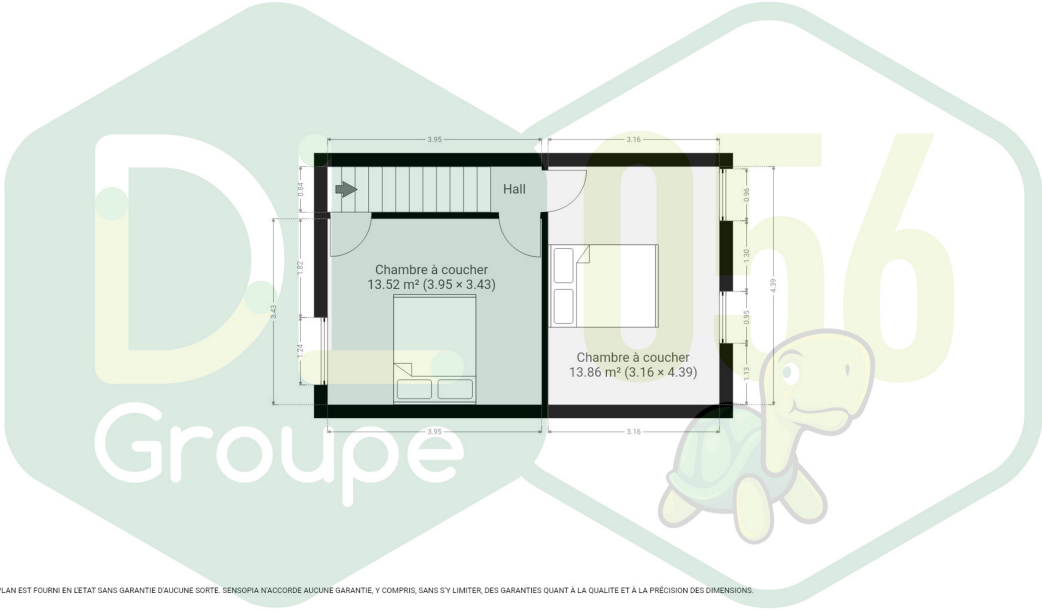 3.95
3.16
0.84
Hall
0.96
1.82
1.30
3.43
4.39
Chambre à coucher
13.52 m² (3.95 × 3.43)
1.24
0.95
Chambre à coucher
13.86 m² (3.16 × 4.39)
1.13
3.95
3.16
D
056
Groupe
PLAN EST FOURNI EN L'ÉTAT SANS GARANTIE D'AUCUNE SORTE. SENSOPIA N'ACCORDE AUCUNE GARANTIE, Y COMPRIS, SANS S'Y LIMITER, DES GARANTIES QUANT À LA QUALITE ET À LA PRÉCISION DES DIMENSIONS.